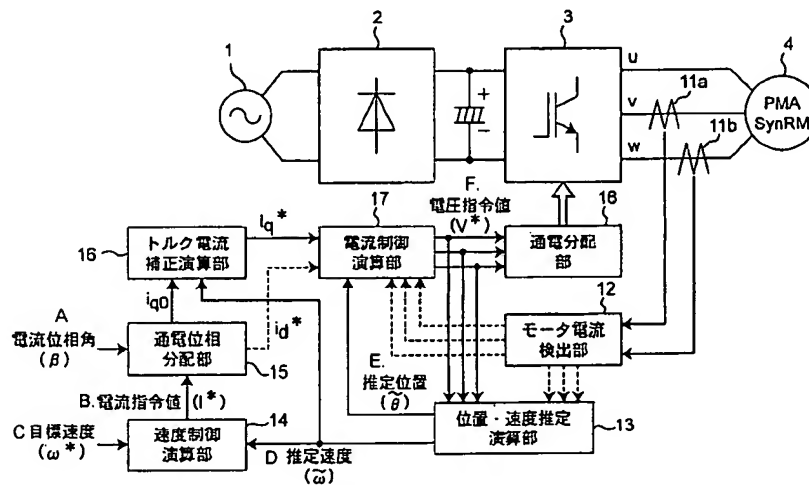 1
2
3
4
u
v
w
11a
11b
PMA
SynRM
+
−
F.
電圧指令値
(V*)
17
18
iq*
16
トルク電流
補正演算部
電流制御
演算部
通電分配
部
iq0
id*
12
モータ電流
検出部
A
電流位相角
(β)
通電位相
分配部
15
E.
推定位置
(θ̃)
B.電流指令値 (I*)
14
C 目標速度
(ω*)
速度制御
演算部
D 推定速度
(ω̃)
位置・速度推定
演算部
13